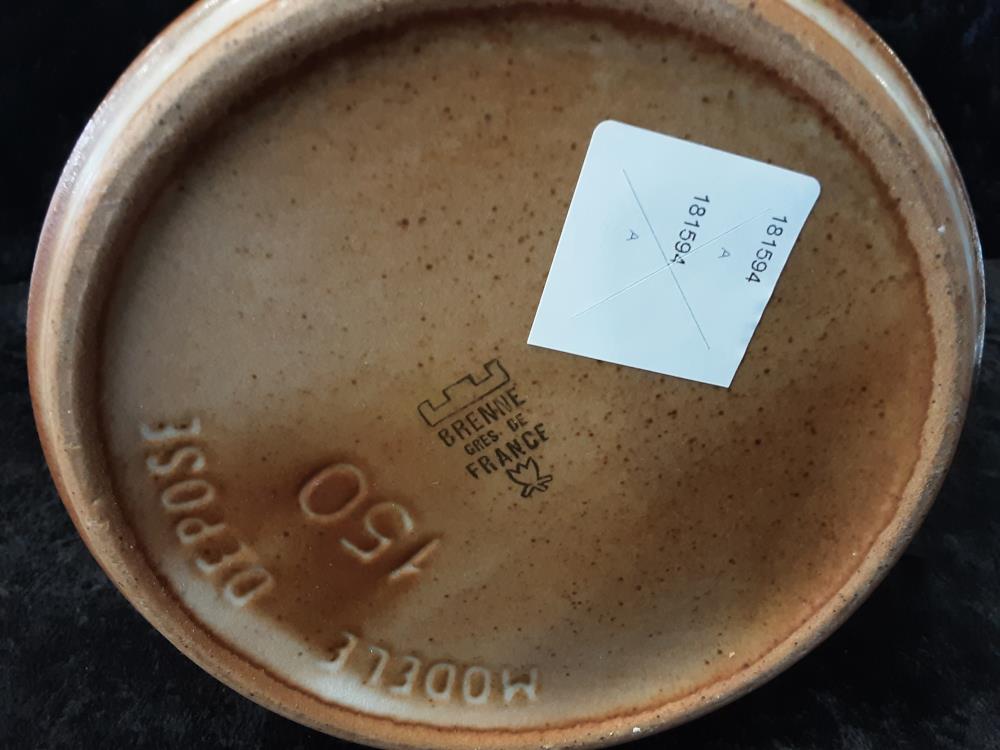 181594
A
181594
A
BRENNE
GRES. DE
FRANCE
150
MODELE DEPOSE